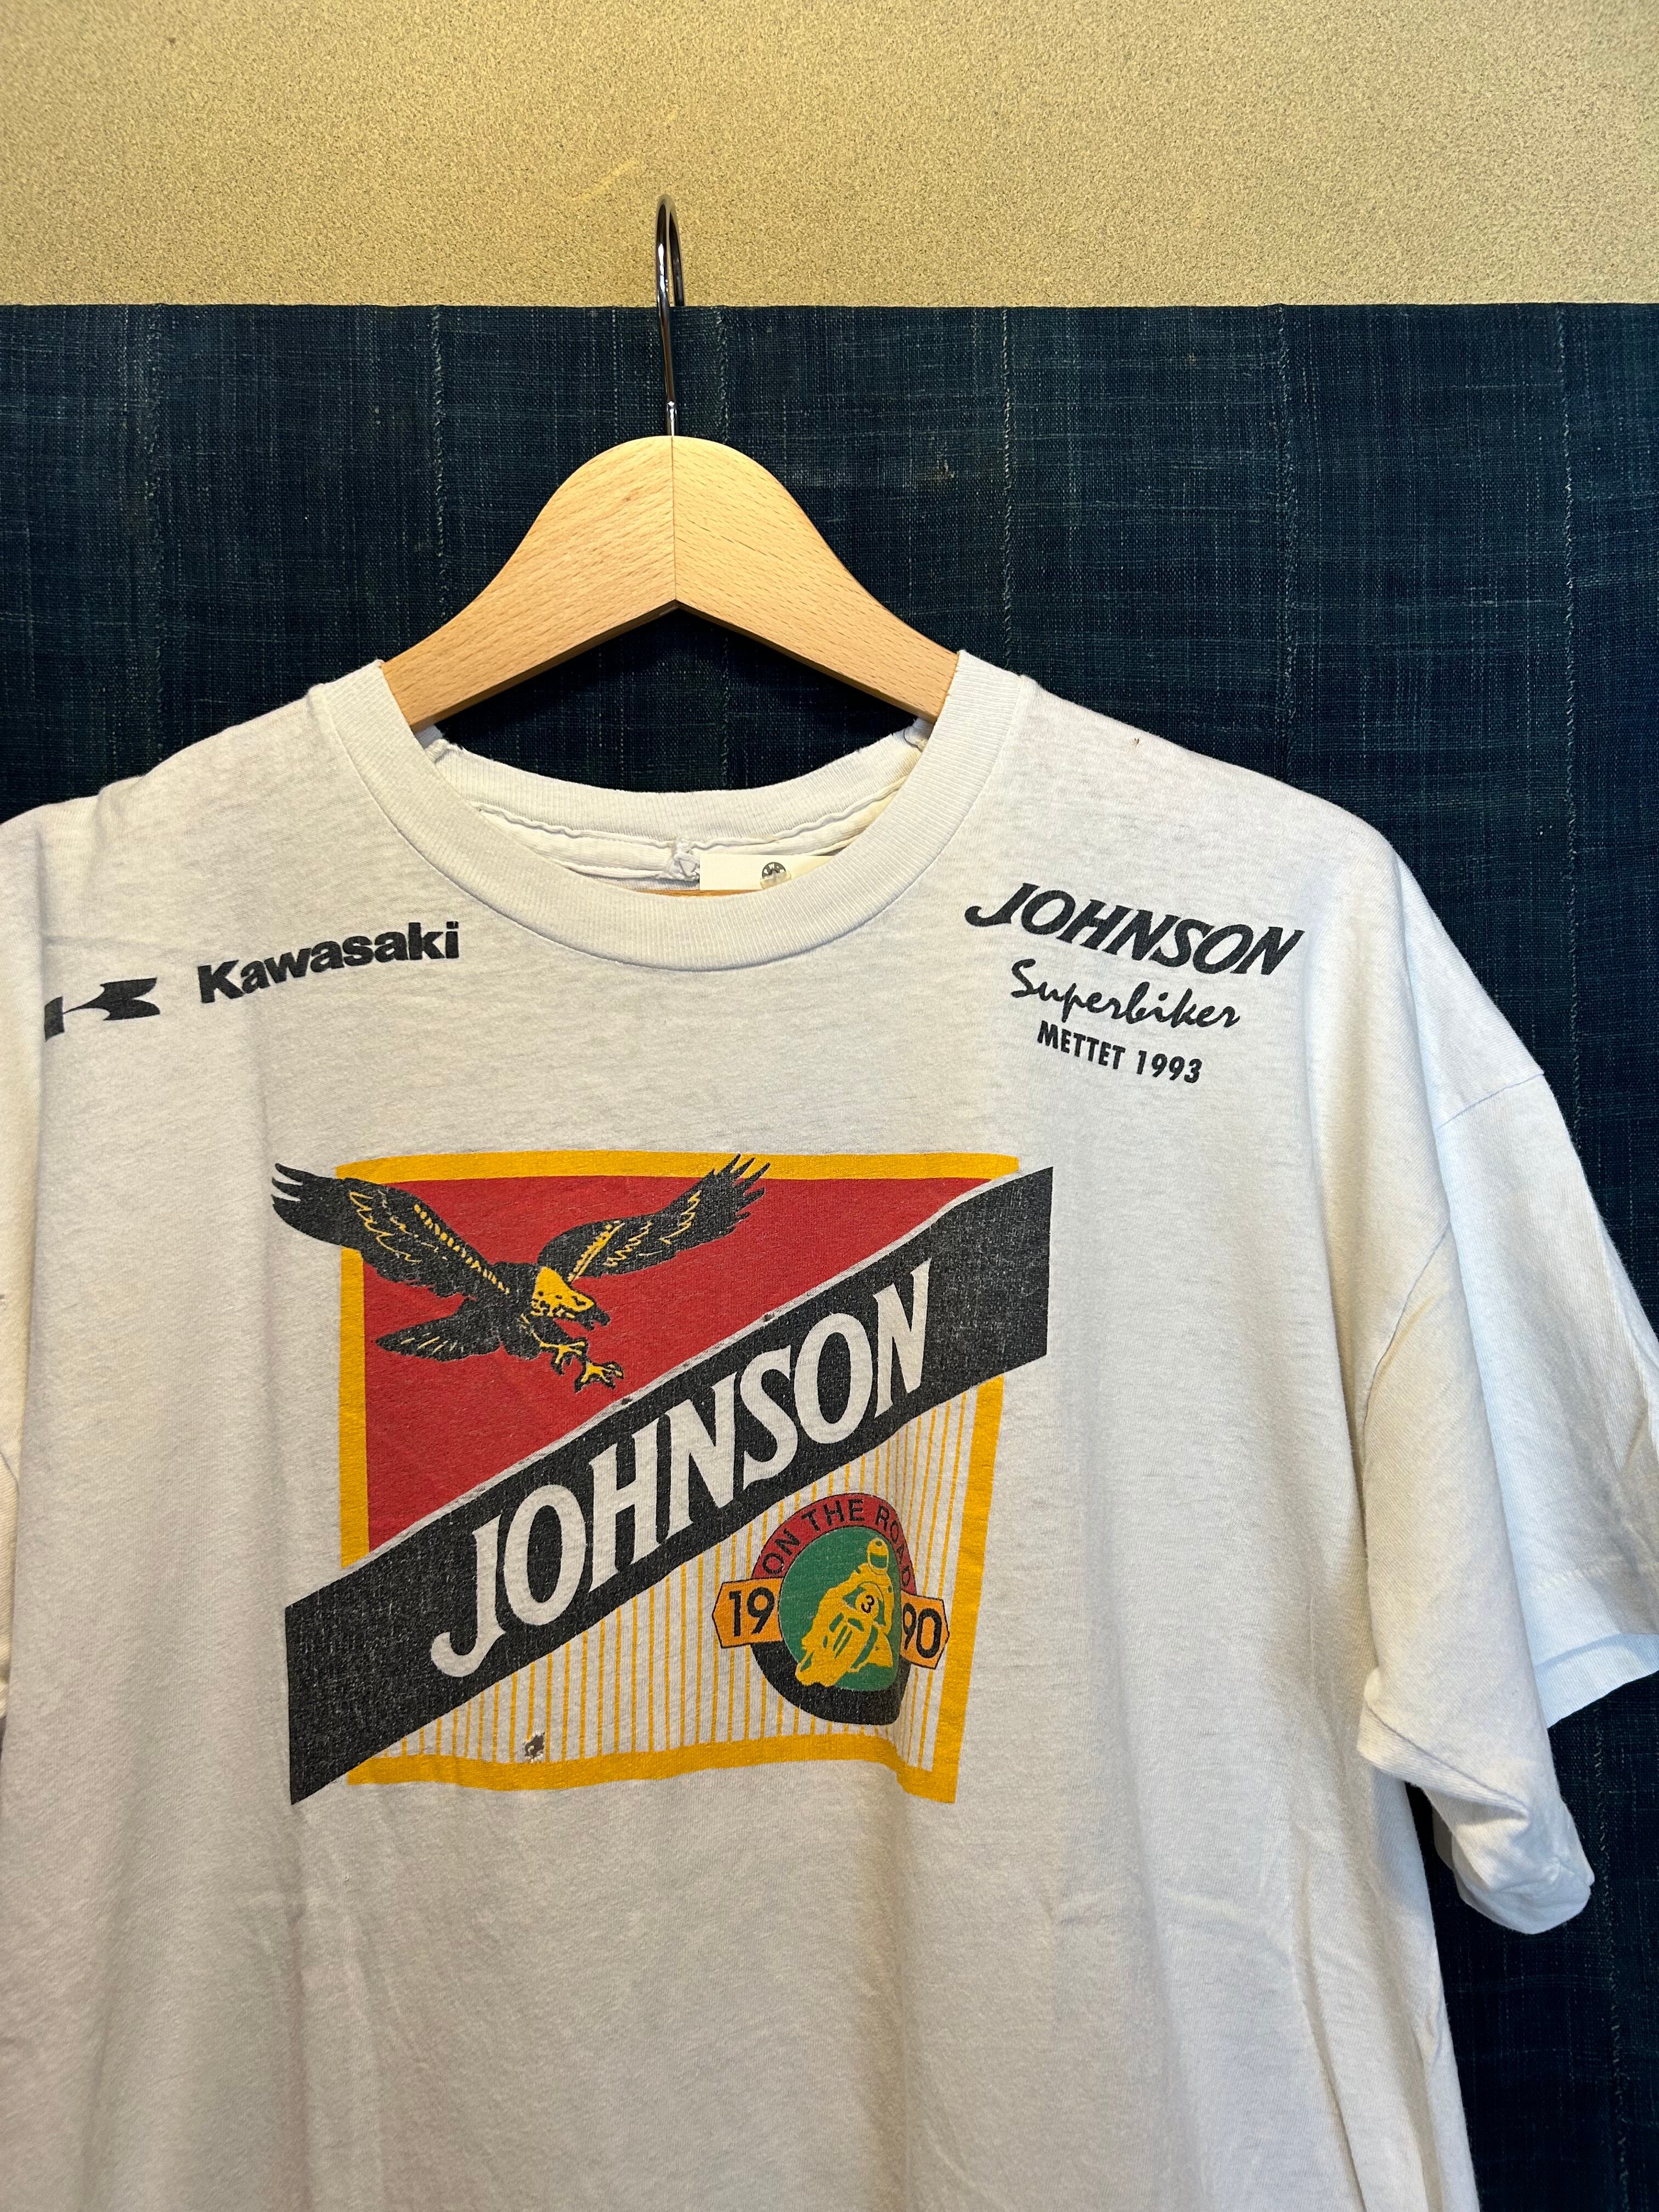 Kawasaki
JOHNSON
Superbiker
METTET 1993
JOHNSON
ON THE ROAD
19 90
3